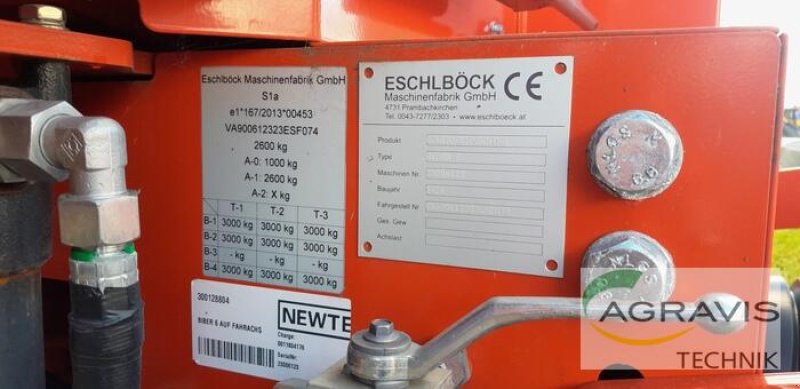 Eschlböck Maschinenfabrik GmbH
S1a
e1*167/2013*00453
VA900612323ESF074
2600 kg
A-0: 1000 kg
A-1: 2600 kg
A-2: X kg
T-1 T-2 T-3
B-1 3000 kg 3000 kg 3000 kg
B-2 3000 kg 3000 kg 3000 kg
B-3 - kg - kg - kg
B-4 3000 kg 3000 kg 3000 kg
300128804
BIBER 6 AUF FAHRACHS
NEWTE
Charge:
0011804176
SerialNr:
ESCHLBÖCK CE
Maschinenfabrik GmbH
4731 Prambachkirchen
Tel. 0043-7277/2303 • www.eschlboeck.at
Produkt
Type
Maschinen Nr.
Baujahr
Fahrgestell Nr
Ges. Gew
Achslast
AGRAVIS
TECHNIK